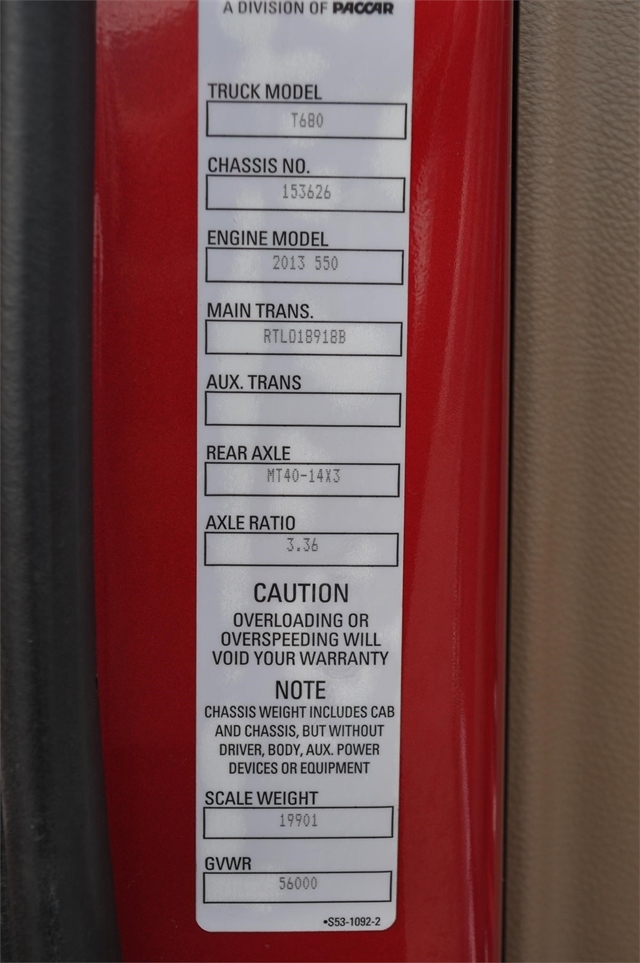 A DIVISION OF PACCAR
TRUCK MODEL
T680
CHASSIS NO.
153626
ENGINE MODEL
2013 550
MAIN TRANS.
RTLO18918B
AUX. TRANS
REAR AXLE
MT40-14X3
AXLE RATIO
3.36
CAUTION
OVERLOADING OR
OVERSPEEDING WILL
VOID YOUR WARRANTY
NOTE
CHASSIS WEIGHT INCLUDES CAB
AND CHASSIS, BUT WITHOUT
DRIVER, BODY, AUX. POWER
DEVICES OR EQUIPMENT
SCALE WEIGHT
19901
GVWR
56000
•S53-1092-2